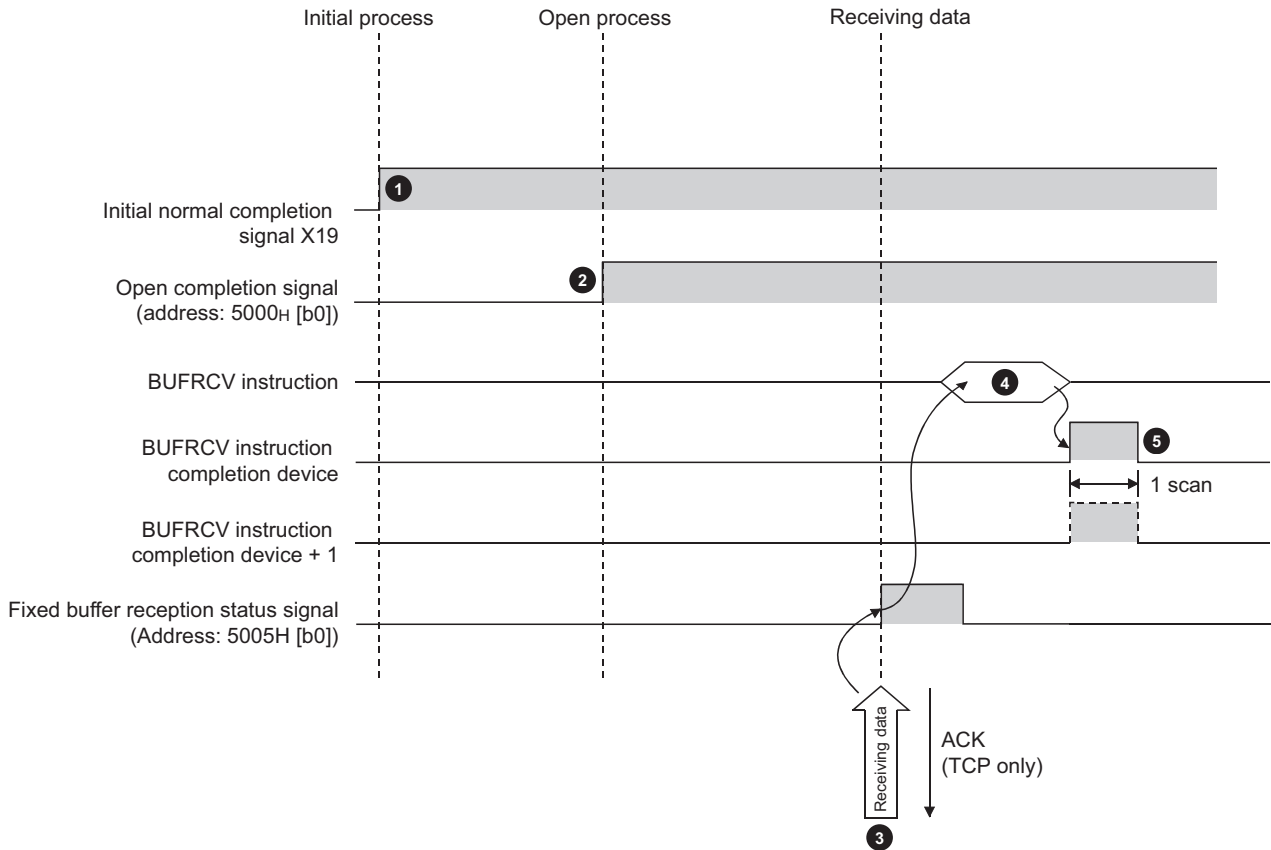 Initial process
Open process
Receiving data
1
Initial normal completion
signal X19
2
Open completion signal
(address: 5000H [b0])
BUFRCV instruction
4
BUFRCV instruction
completion device
5
1 scan
BUFRCV instruction
completion device + 1
Fixed buffer reception status signal
(Address: 5005H [b0])
Receiving data
ACK
(TCP only)
3